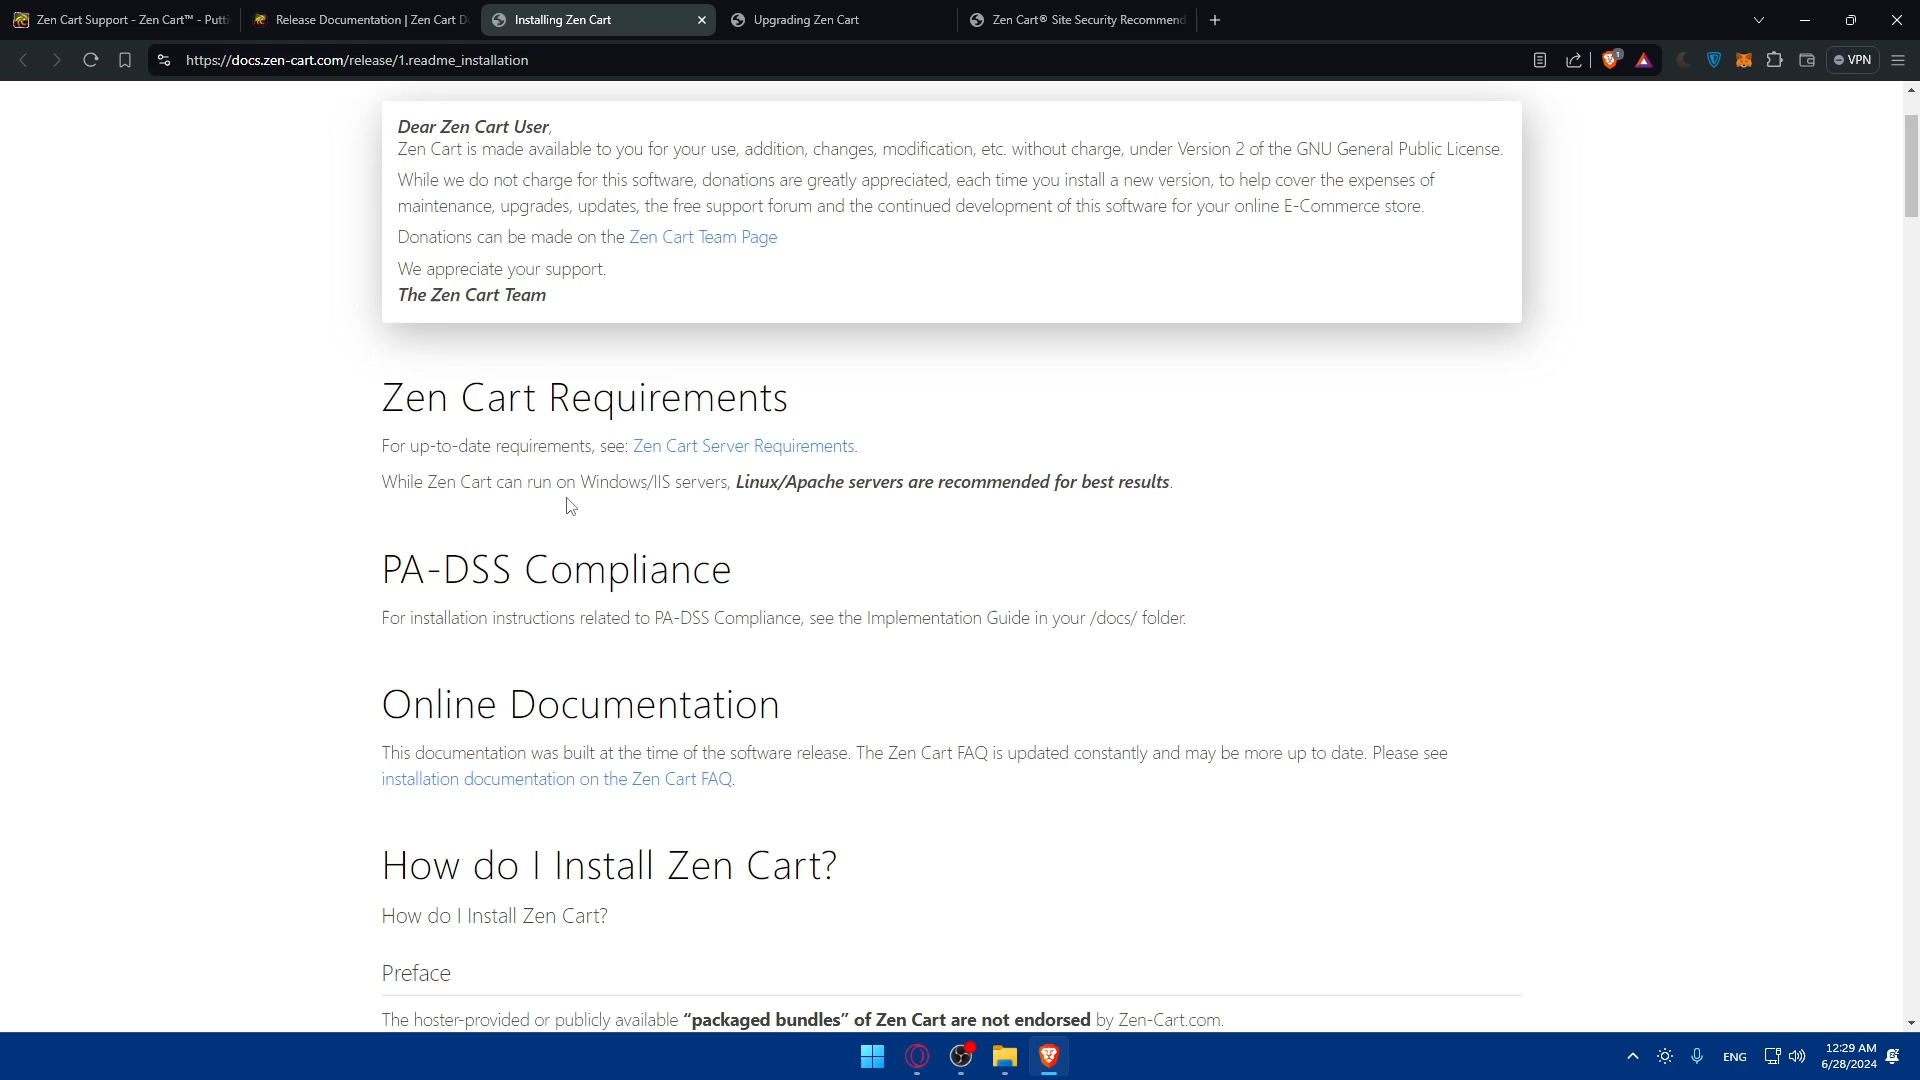 Zen Cart Support - Zen Cart™ - Putti
Release Documentation | Zen Cart D
Installing Zen Cart
Upgrading Zen Cart
Zen Cart® Site Security Recommend
https://docs.zen-cart.com/release/1.readme_installation
1
VPN
Dear Zen Cart User,
Zen Cart is made available to you for your use, addition, changes, modification, etc. without charge, under Version 2 of the GNU General Public License.
While we do not charge for this software, donations are greatly appreciated, each time you install a new version, to help cover the expenses of
maintenance, upgrades, updates, the free support forum and the continued development of this software for your online E-Commerce store.
Donations can be made on the Zen Cart Team Page
We appreciate your support.
The Zen Cart Team
Zen Cart Requirements
For up-to-date requirements, see: Zen Cart Server Requirements.
While Zen Cart can run on Windows/IIS servers, Linux/Apache servers are recommended for best results.
PA-DSS Compliance
For installation instructions related to PA-DSS Compliance, see the Implementation Guide in your /docs/ folder.
Online Documentation
This documentation was built at the time of the software release. The Zen Cart FAQ is updated constantly and may be more up to date. Please see
installation documentation on the Zen Cart FAQ.
How do I Install Zen Cart?
How do I Install Zen Cart?
Preface
The hoster-provided or publicly available “packaged bundles” of Zen Cart are not endorsed by Zen-Cart.com.
ENG
12:29 AM
6/28/2024